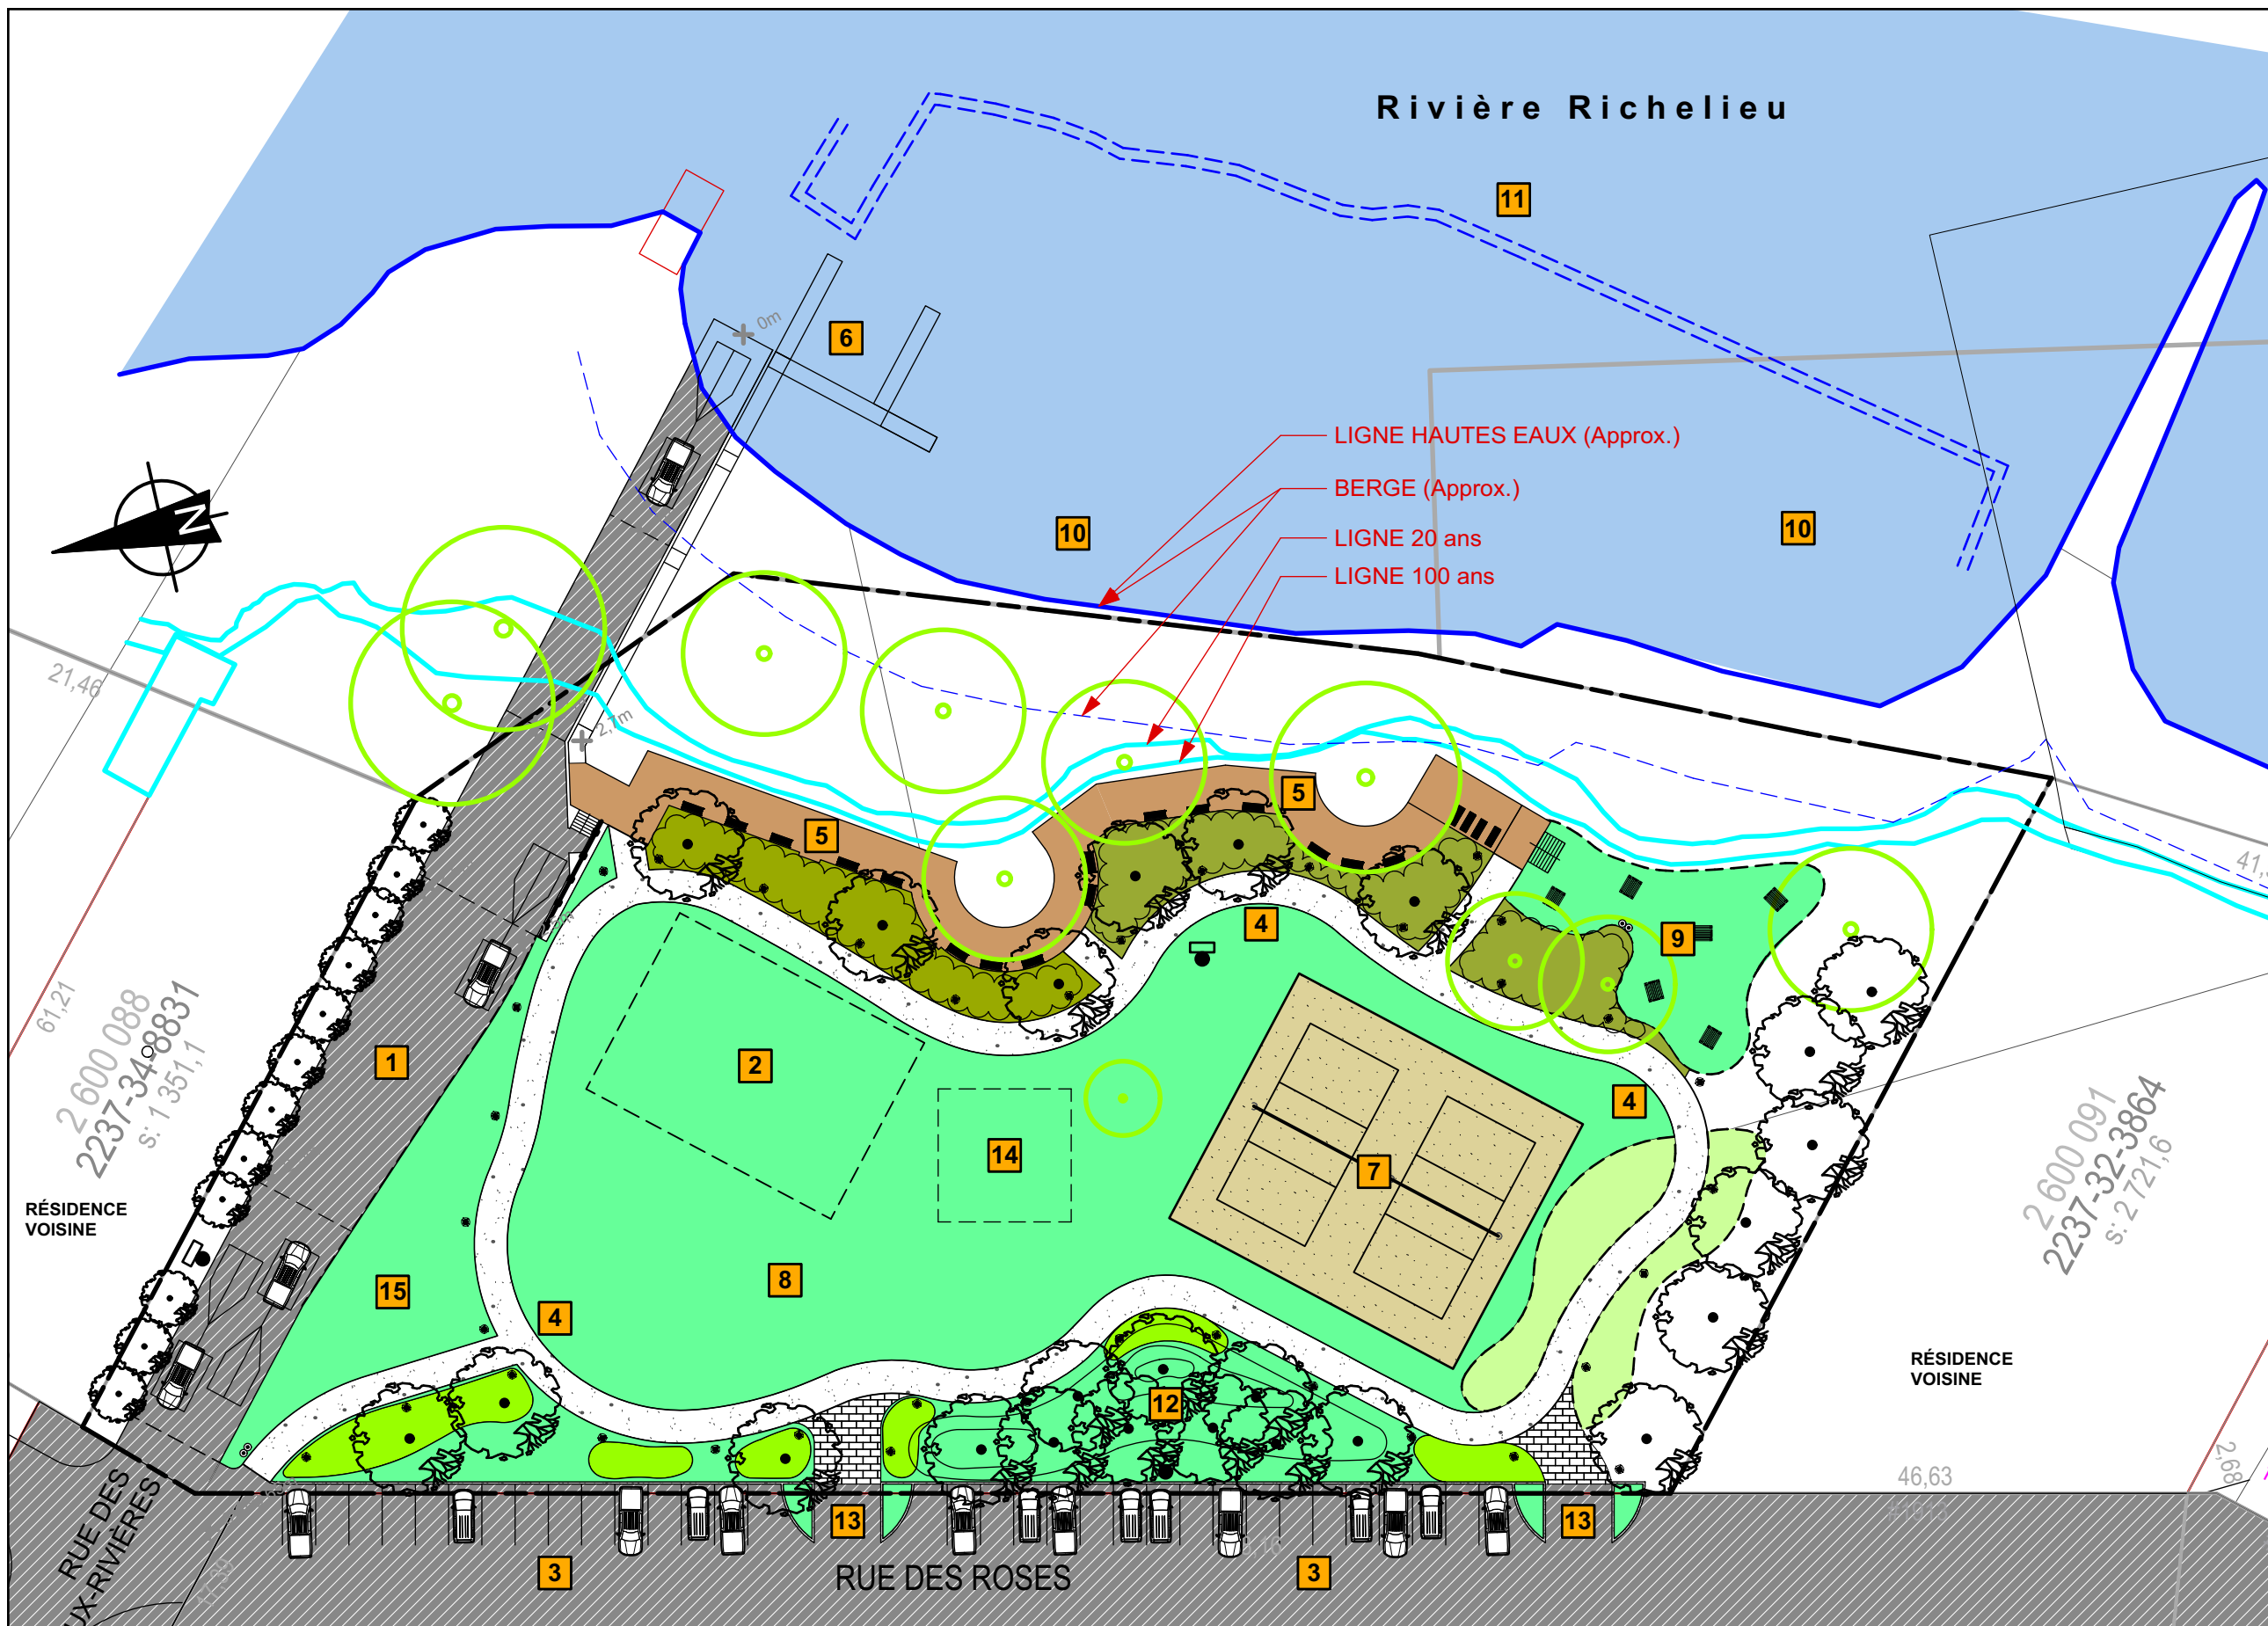 Rivière Richelieu
11
0m
6
LIGNE HAUTES EAUX (Approx.)
BERGE (Approx.)
LIGNE 20 ans
LIGNE 100 ans
10
10
N
21,46
2,7m
5
5
41,
4
9
61,21
2 600 088
2237-34-8831
s: 1 351,1
1
2
14
7
4
2 600 091
2237-32-3864
s: 2 721,6
RÉSIDENCE
VOISINE
15
8
4
12
RÉSIDENCE
VOISINE
46,63
2,68
RUE DES
UX-RIVIÈRES
13
13
3
RUE DES ROSES
3